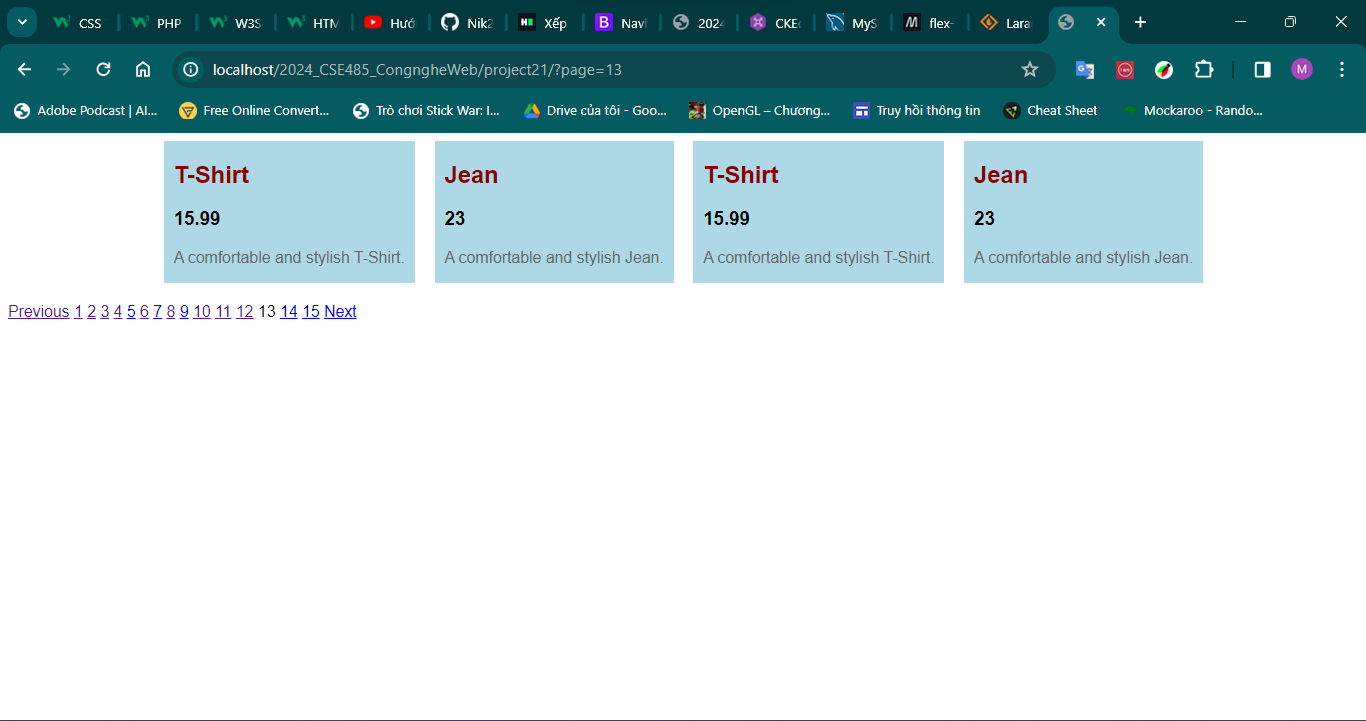 CSS
PHP
W3S
HTM
Hướ
Nik2
Xếp
Navl
2024
CKE
MyS
flex-
Lara
localhost/2024_CSE485_CongngheWeb/project21/?page=13
M
Adobe Podcast | AI...
Free Online Convert...
Trò chơi Stick War: I...
Drive của tôi - Goo...
OpenGL – Chương...
Truy hồi thông tin
Cheat Sheet
Mockaroo - Rando...
T-Shirt
15.99
A comfortable and stylish T-Shirt.
Jean
23
A comfortable and stylish Jean.
T-Shirt
15.99
A comfortable and stylish T-Shirt.
Jean
23
A comfortable and stylish Jean.
Previous 1 2 3 4 5 6 7 8 9 10 11 12 13 14 15 Next